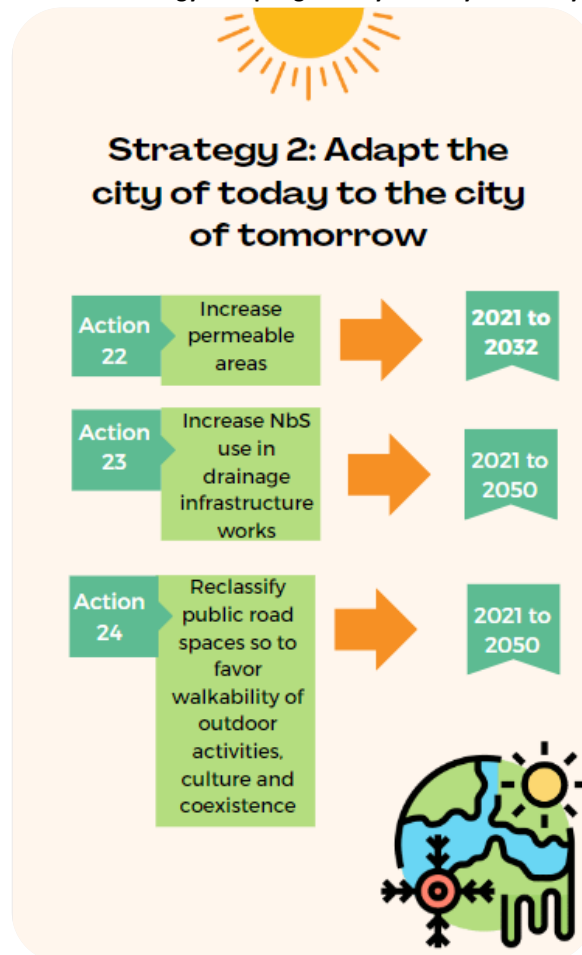 Strategy 2: Adapt the
city of today to the city
of tomorrow
Action
22
Increase
permeable
areas
2021 to
2032
Action
23
Increase NbS
use in
drainage
infrastructure
works
2021 to
2050
Action
24
Reclassify
public road
spaces so to
favor
walkability of
outdoor
activities,
culture and
coexistence
2021 to
2050